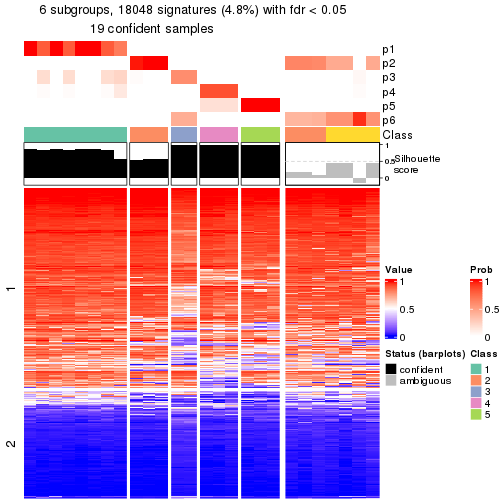 6 subgroups, 18048 signatures (4.8%) with fdr < 0.05
19 confident samples
p1
p2
p3
p4
p5
p6
Class
1
0.5
0
Silhouette
score
1
2
Value
1
0.5
0
Prob
1
0.5
0
Status (barplots)
confident
ambiguous
Class
1
2
3
4
5